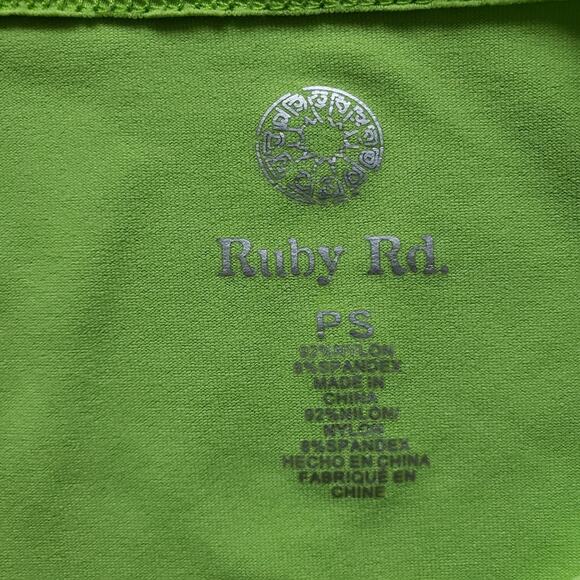 Ruby Rd.
PS
92%NYLON
8%SPANDEX
MADE IN
CHINA
92%NILON/
NYLON
8%SPANDEX
HECHO EN CHINA
FABRIQUÉ EN
CHINE